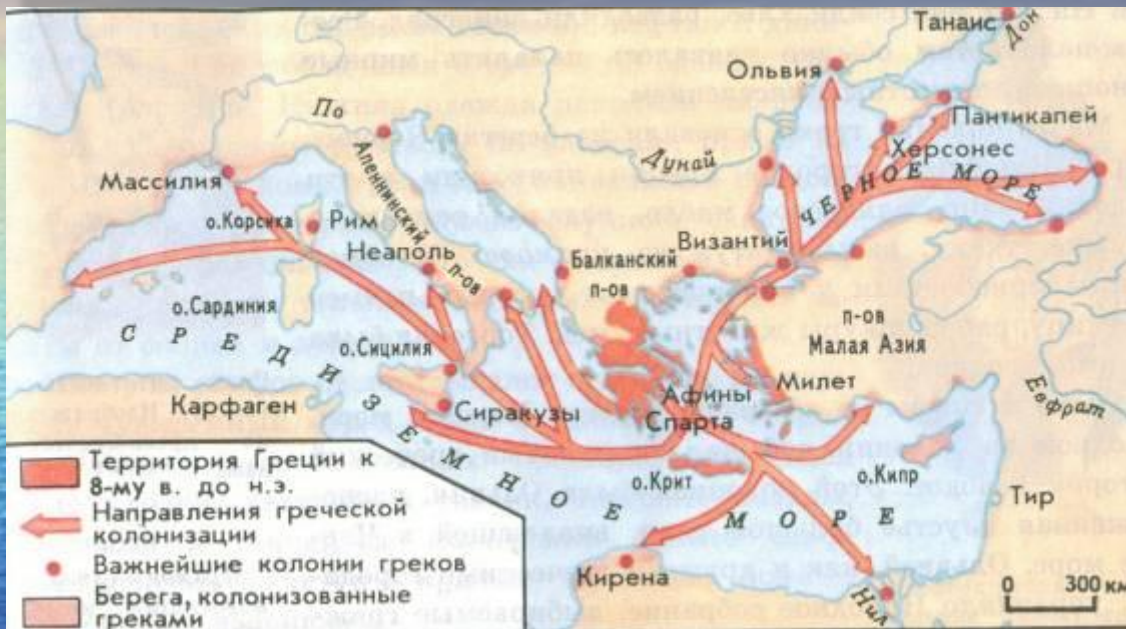 Танаис
Дон
Ольвия
По
Пантикапей
Дунай
Херсонес
Массилия
Апеннинский
п-ов
ЧЕРНОЕ МОРЕ
о.Корсика
Рим
Неаполь
Византий
Балканский
п-ов
о.Сардиния
п-ов
Малая Азия
о.Сицилия
СРЕДИЗЕМНОЕ МОРЕ
Афины
Милет
Карфаген
Сиракузы
Спарта
Евфрат
о.Крит
о.Кипр
Тир
Кирена
Нил
0 300 км
Территория Греции к
8-му в. до н.э.
Направления греческой
колонизации
Важнейшие колонии греков
Берега, колонизованные
греками